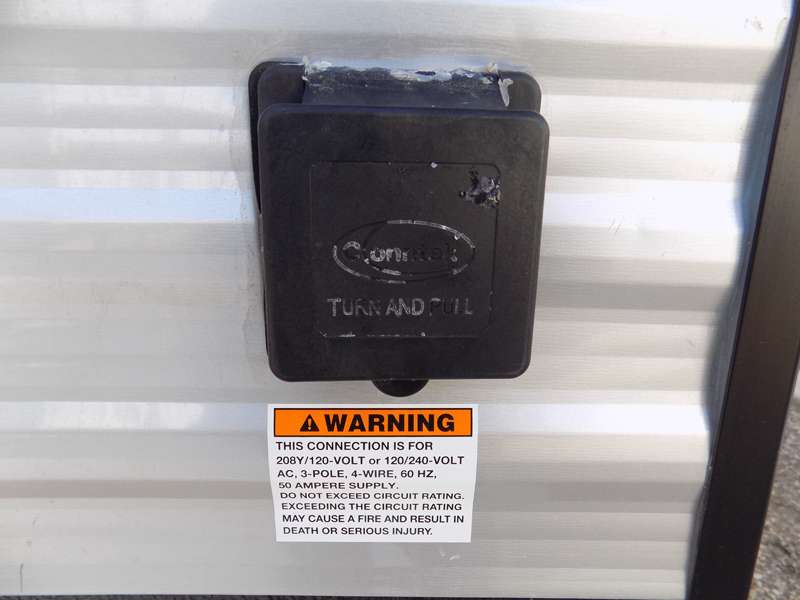 Conntek
TURN AND PULL
WARNING
THIS CONNECTION IS FOR
208Y/120-VOLT or 120/240-VOLT
AC, 3-POLE, 4-WIRE, 60 HZ,
50 AMPERE SUPPLY.
DO NOT EXCEED CIRCUIT RATING.
EXCEEDING THE CIRCUIT RATING
MAY CAUSE A FIRE AND RESULT IN
DEATH OR SERIOUS INJURY.